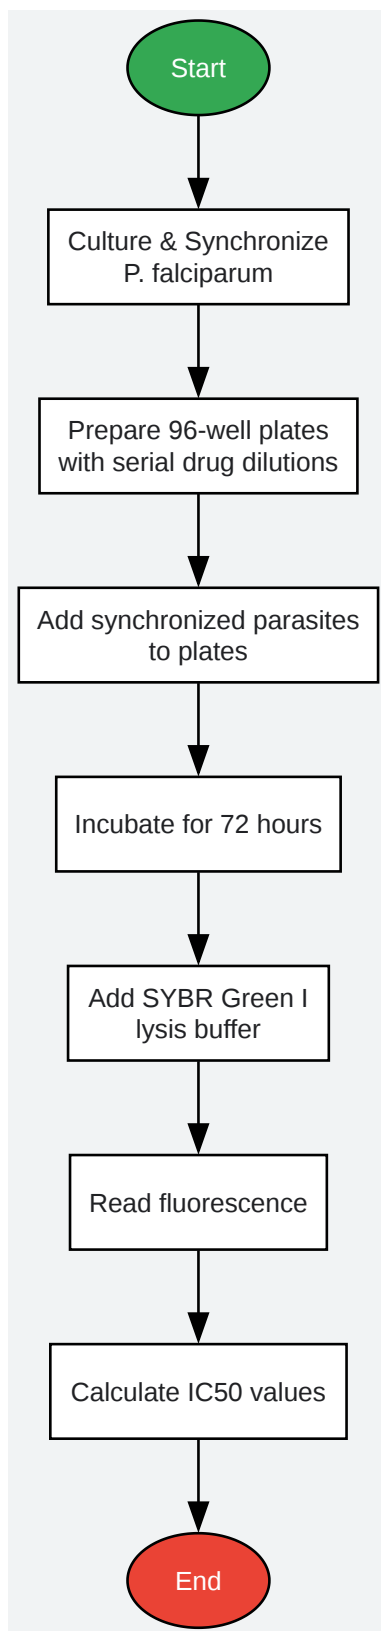 Start
Culture & Synchronize
P. falciparum
Prepare 96-well plates
with serial drug dilutions
Add synchronized parasites
to plates
Incubate for 72 hours
Add SYBR Green I
lysis buffer
Read fluorescence
Calculate IC50 values
End